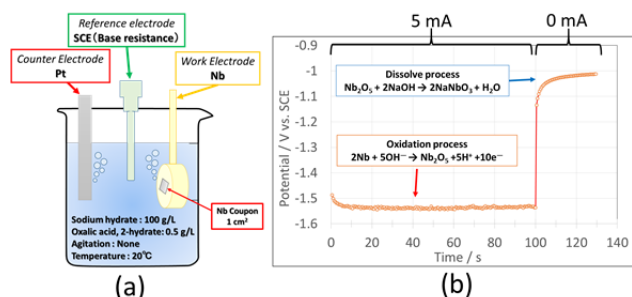 Reference electrode
SCE(Base resistance)
Counter Electrode
Pt
Work Electrode
Nb
Nb Coupon
1 cm²
Sodium hydrate : 100 g/L
Oxalic acid, 2-hydrate: 0.5 g/L
Agitation : None
Temperature : 20℃
(a)
5 mA
0 mA
Potential / V vs. SCE
-0.9
-1
-1.1
-1.2
-1.3
-1.4
-1.5
-1.6
Dissolve process
Nb₂O₅ + 2NaOH → 2NaNbO₃ + H₂O
Oxidation process
2Nb + 5OH⁻ → Nb₂O₅ +5H⁺ +10e⁻
0 20 40 60 80 100 120 140
Time / s
(b)